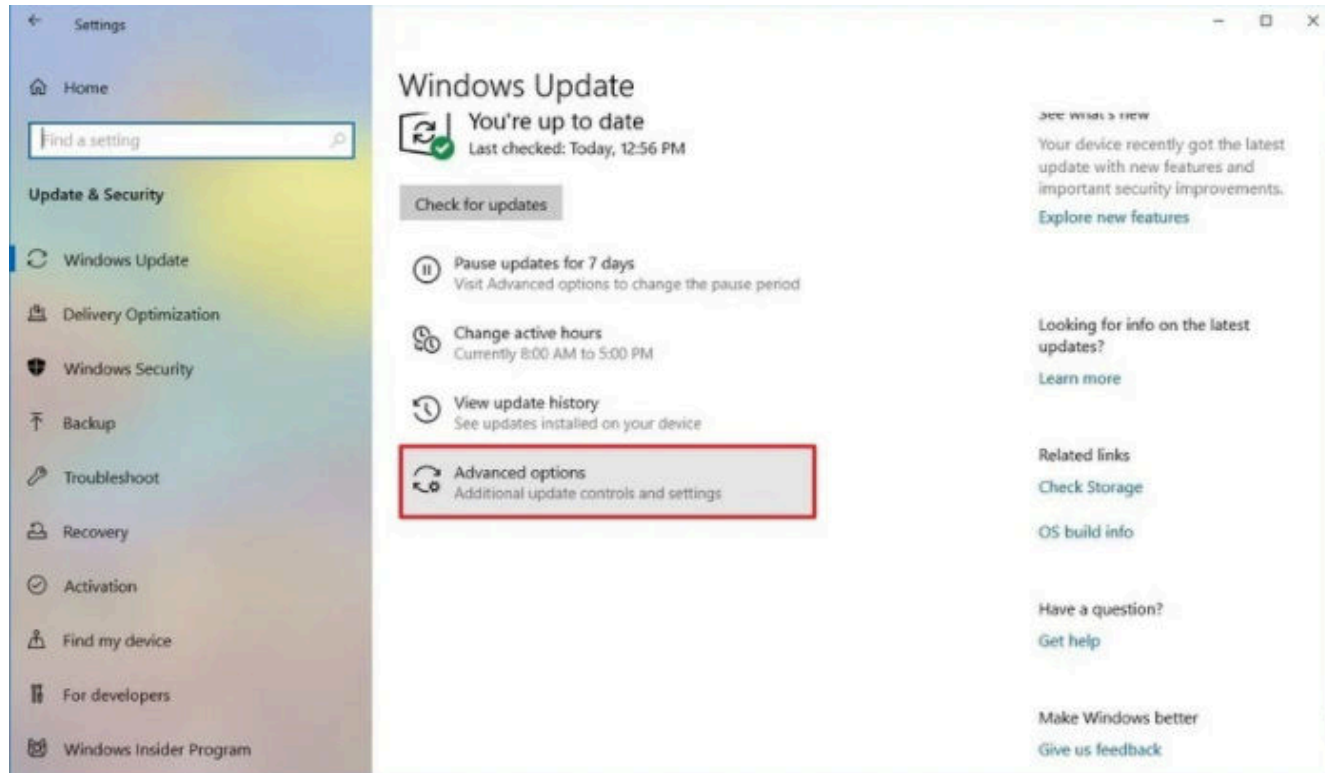 Settings
Home
Find a setting
Update & Security
Windows Update
Delivery Optimization
Windows Security
Backup
Troubleshoot
Recovery
Activation
Find my device
For developers
Windows Insider Program
Windows Update
You're up to date
Last checked: Today, 12:56 PM
Check for updates
Pause updates for 7 days
Visit Advanced options to change the pause period
Change active hours
Currently 8:00 AM to 5:00 PM
View update history
See updates installed on your device
Advanced options
Additional update controls and settings
See what's new
Your device recently got the latest
update with new features and
important security improvements.
Explore new features
Looking for info on the latest
updates?
Learn more
Related links
Check Storage
OS build info
Have a question?
Get help
Make Windows better
Give us feedback